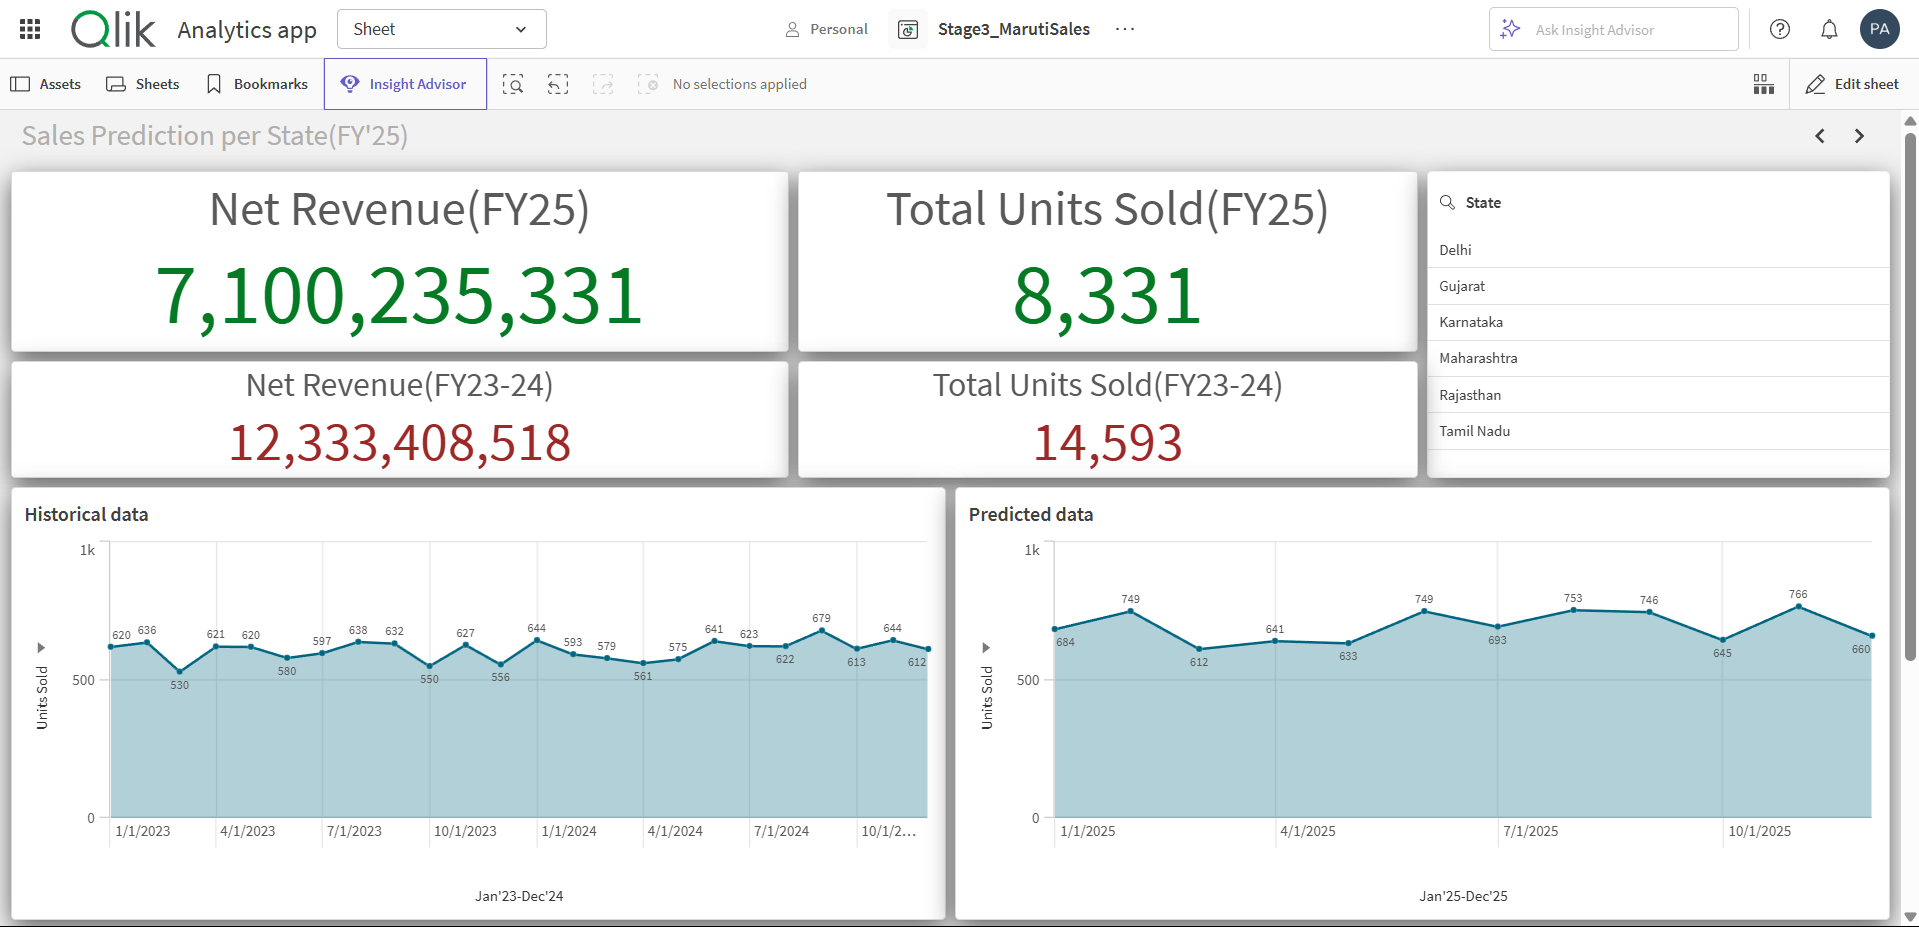 Qlik Analytics app Sheet Personal Stage3_MarutiSales ... Ask Insight Advisor PA
Assets Sheets Bookmarks Insight Advisor No selections applied Edit sheet
Sales Prediction per State(FY'25)
Net Revenue(FY25)
7,100,235,331
Total Units Sold(FY25)
8,331
Net Revenue(FY23-24)
12,333,408,518
Total Units Sold(FY23-24)
14,593
State
Delhi
Gujarat
Karnataka
Maharashtra
Rajasthan
Tamil Nadu
Historical data
Units Sold
1k
500
0
620 636 530 621 620 580 597 638 632 550 627 556 644 593 579 561 575 641 623 622 679 613 644 612
1/1/2023 4/1/2023 7/1/2023 10/1/2023 1/1/2024 4/1/2024 7/1/2024 10/1/2...
Jan'23-Dec'24
Predicted data
Units Sold
1k
500
0
684 749 612 641 633 749 693 753 746 645 766 660
1/1/2025 4/1/2025 7/1/2025 10/1/2025
Jan'25-Dec'25